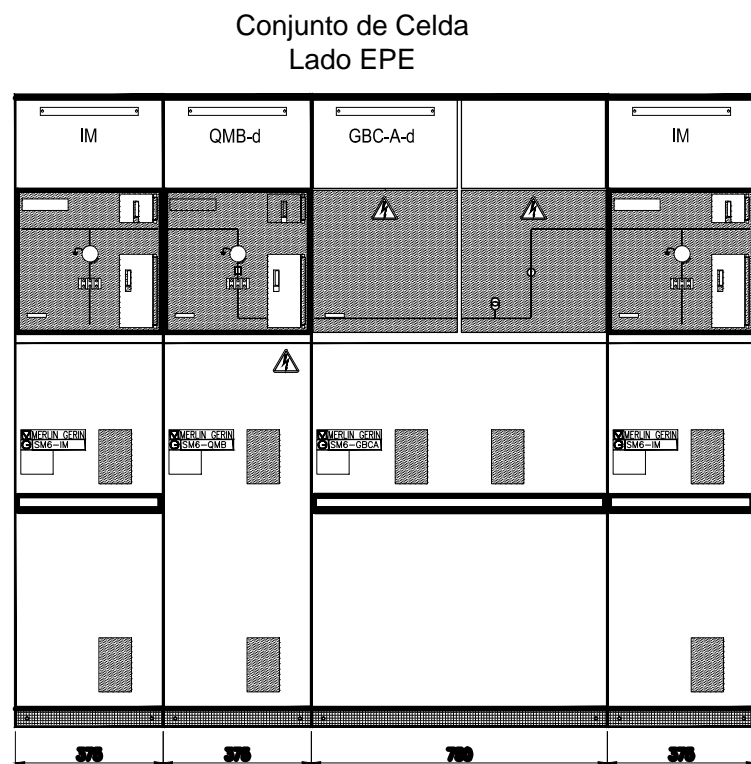 Conjunto de Celda
Lado EPE
IM
QMB-d
GBC-A-d
IM
MERLIN GERIN
SM6-IM
MERLIN GERIN
SM6-QMB
MERLIN GERIN
SM6-GBCA
MERLIN GERIN
SM6-IM